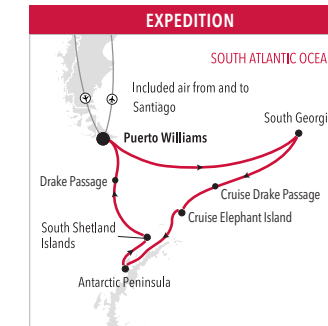 EXPEDITION
SOUTH ATLANTIC OCEA
Included air from and to
Santiago
South Georgi
Puerto Williams
Drake Passage
Cruise Drake Passage
Cruise Elephant Island
South Shetland
Islands
Antarctic Peninsula